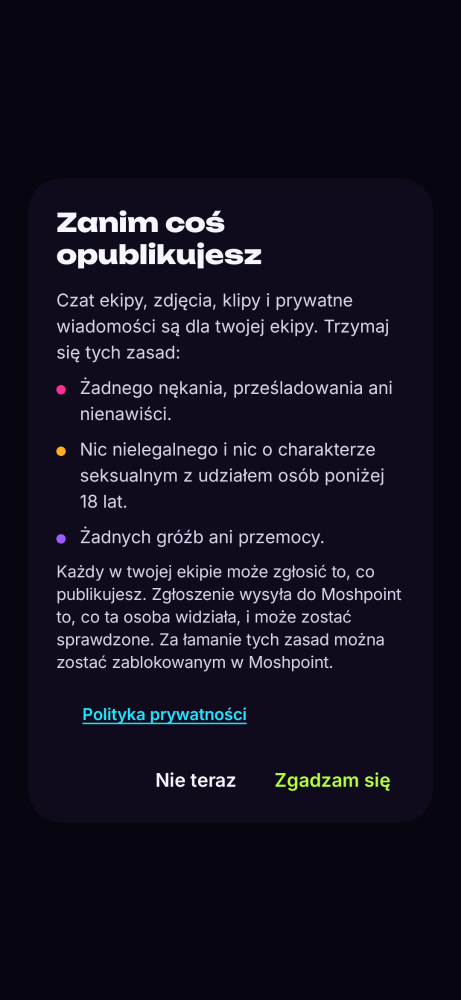 Zanim coś
opublikujesz
Czat ekipy, zdjęcia, klipy i prywatne
wiadomości są dla twojej ekipy. Trzymaj
się tych zasad:
Żadnego nękania, prześladowania ani
nienawiści.
Nic nielegalnego i nic o charakterze
seksualnym z udziałem osób poniżej
18 lat.
Żadnych gróźb ani przemocy.
Każdy w twojej ekipie może zgłosić to, co
publikujesz. Zgłoszenie wysyła do Moshpoint
to, co ta osoba widziała, i może zostać
sprawdzone. Za łamanie tych zasad można
zostać zablokowanym w Moshpoint.
Polityka prywatności
Nie teraz Zgadzam się